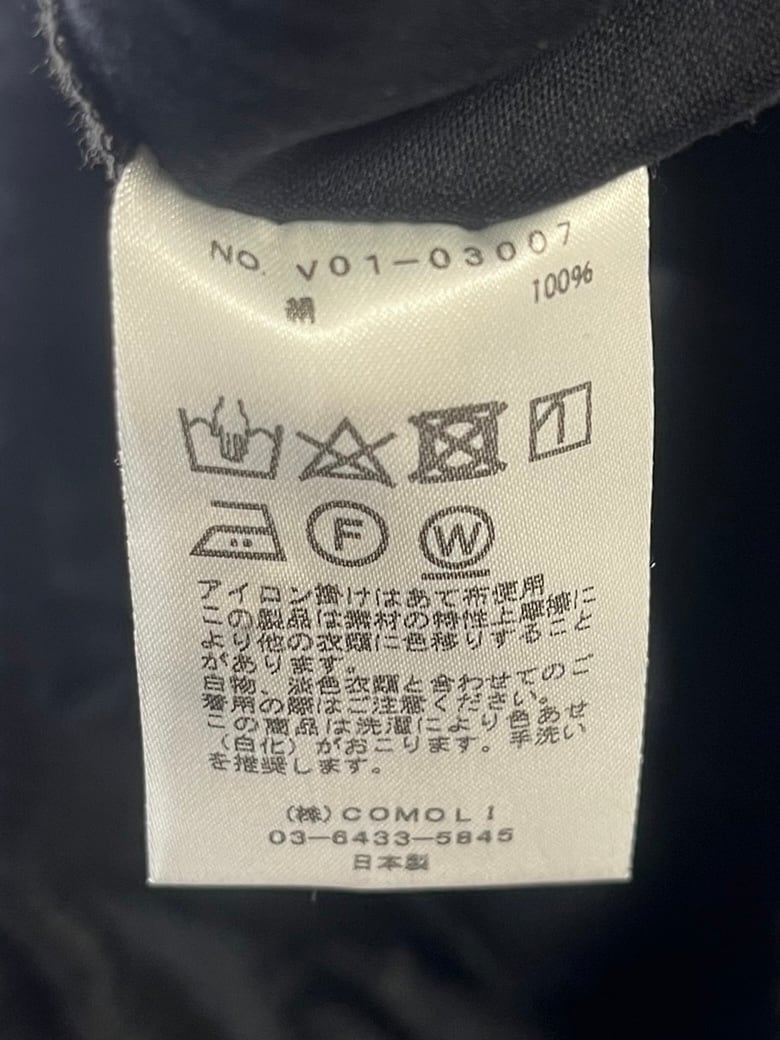 NO. V01-03007
絹 100%
F W
アイロン掛けはあて布使用
この製品は素材の特性上摩擦に
より他の衣類に色移りすること
があります。
白物、淡色衣類と合わせてのご
着用の際はご注意ください。
この商品は洗濯により色あせ
(白化)がおこります。手洗い
を推奨します。
(株)COMOLI
03-6433-5845
日本製